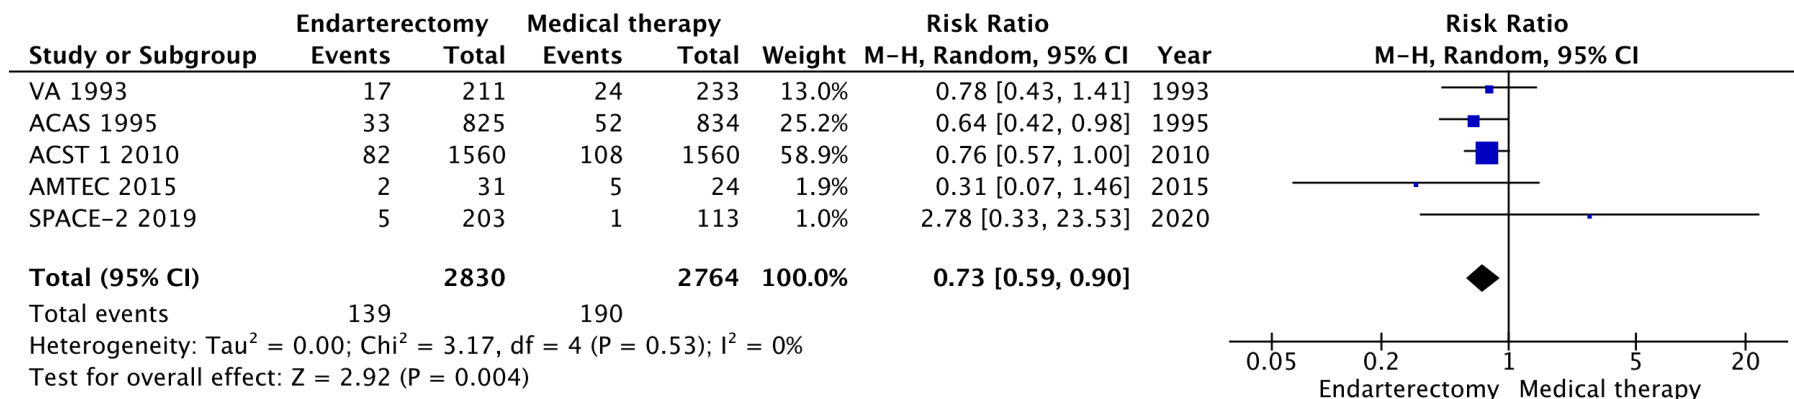 Endarterectomy Medical therapy Risk Ratio Risk Ratio
Study or Subgroup Events Total Events Total Weight M-H, Random, 95% CI Year M-H, Random, 95% CI
VA 1993 17 211 24 233 13.0% 0.78 [0.43, 1.41] 1993
ACAS 1995 33 825 52 834 25.2% 0.64 [0.42, 0.98] 1995
ACST 1 2010 82 1560 108 1560 58.9% 0.76 [0.57, 1.00] 2010
AMTEC 2015 2 31 5 24 1.9% 0.31 [0.07, 1.46] 2015
SPACE-2 2019 5 203 1 113 1.0% 2.78 [0.33, 23.53] 2020
Total (95% CI) 2830 2764 100.0% 0.73 [0.59, 0.90]
Total events 139 190
Heterogeneity: Tau² = 0.00; Chi² = 3.17, df = 4 (P = 0.53); I² = 0%
Test for overall effect: Z = 2.92 (P = 0.004)
0.05 0.2 1 5 20
Endarterectomy Medical therapy